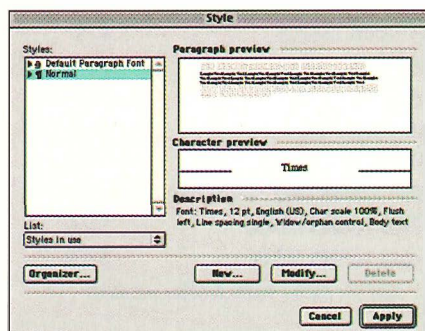 Style
Styles:
a Default Paragraph Font
¶ Normal
List:
Styles in use
Paragraph preview
Character preview
Times
Description
Font: Times, 12 pt, English (US), Char scale 100%, Flush
left, Line spacing single, Widow/orphan control, Body text
Organizer...
New...
Modify...
Delete
Cancel
Apply